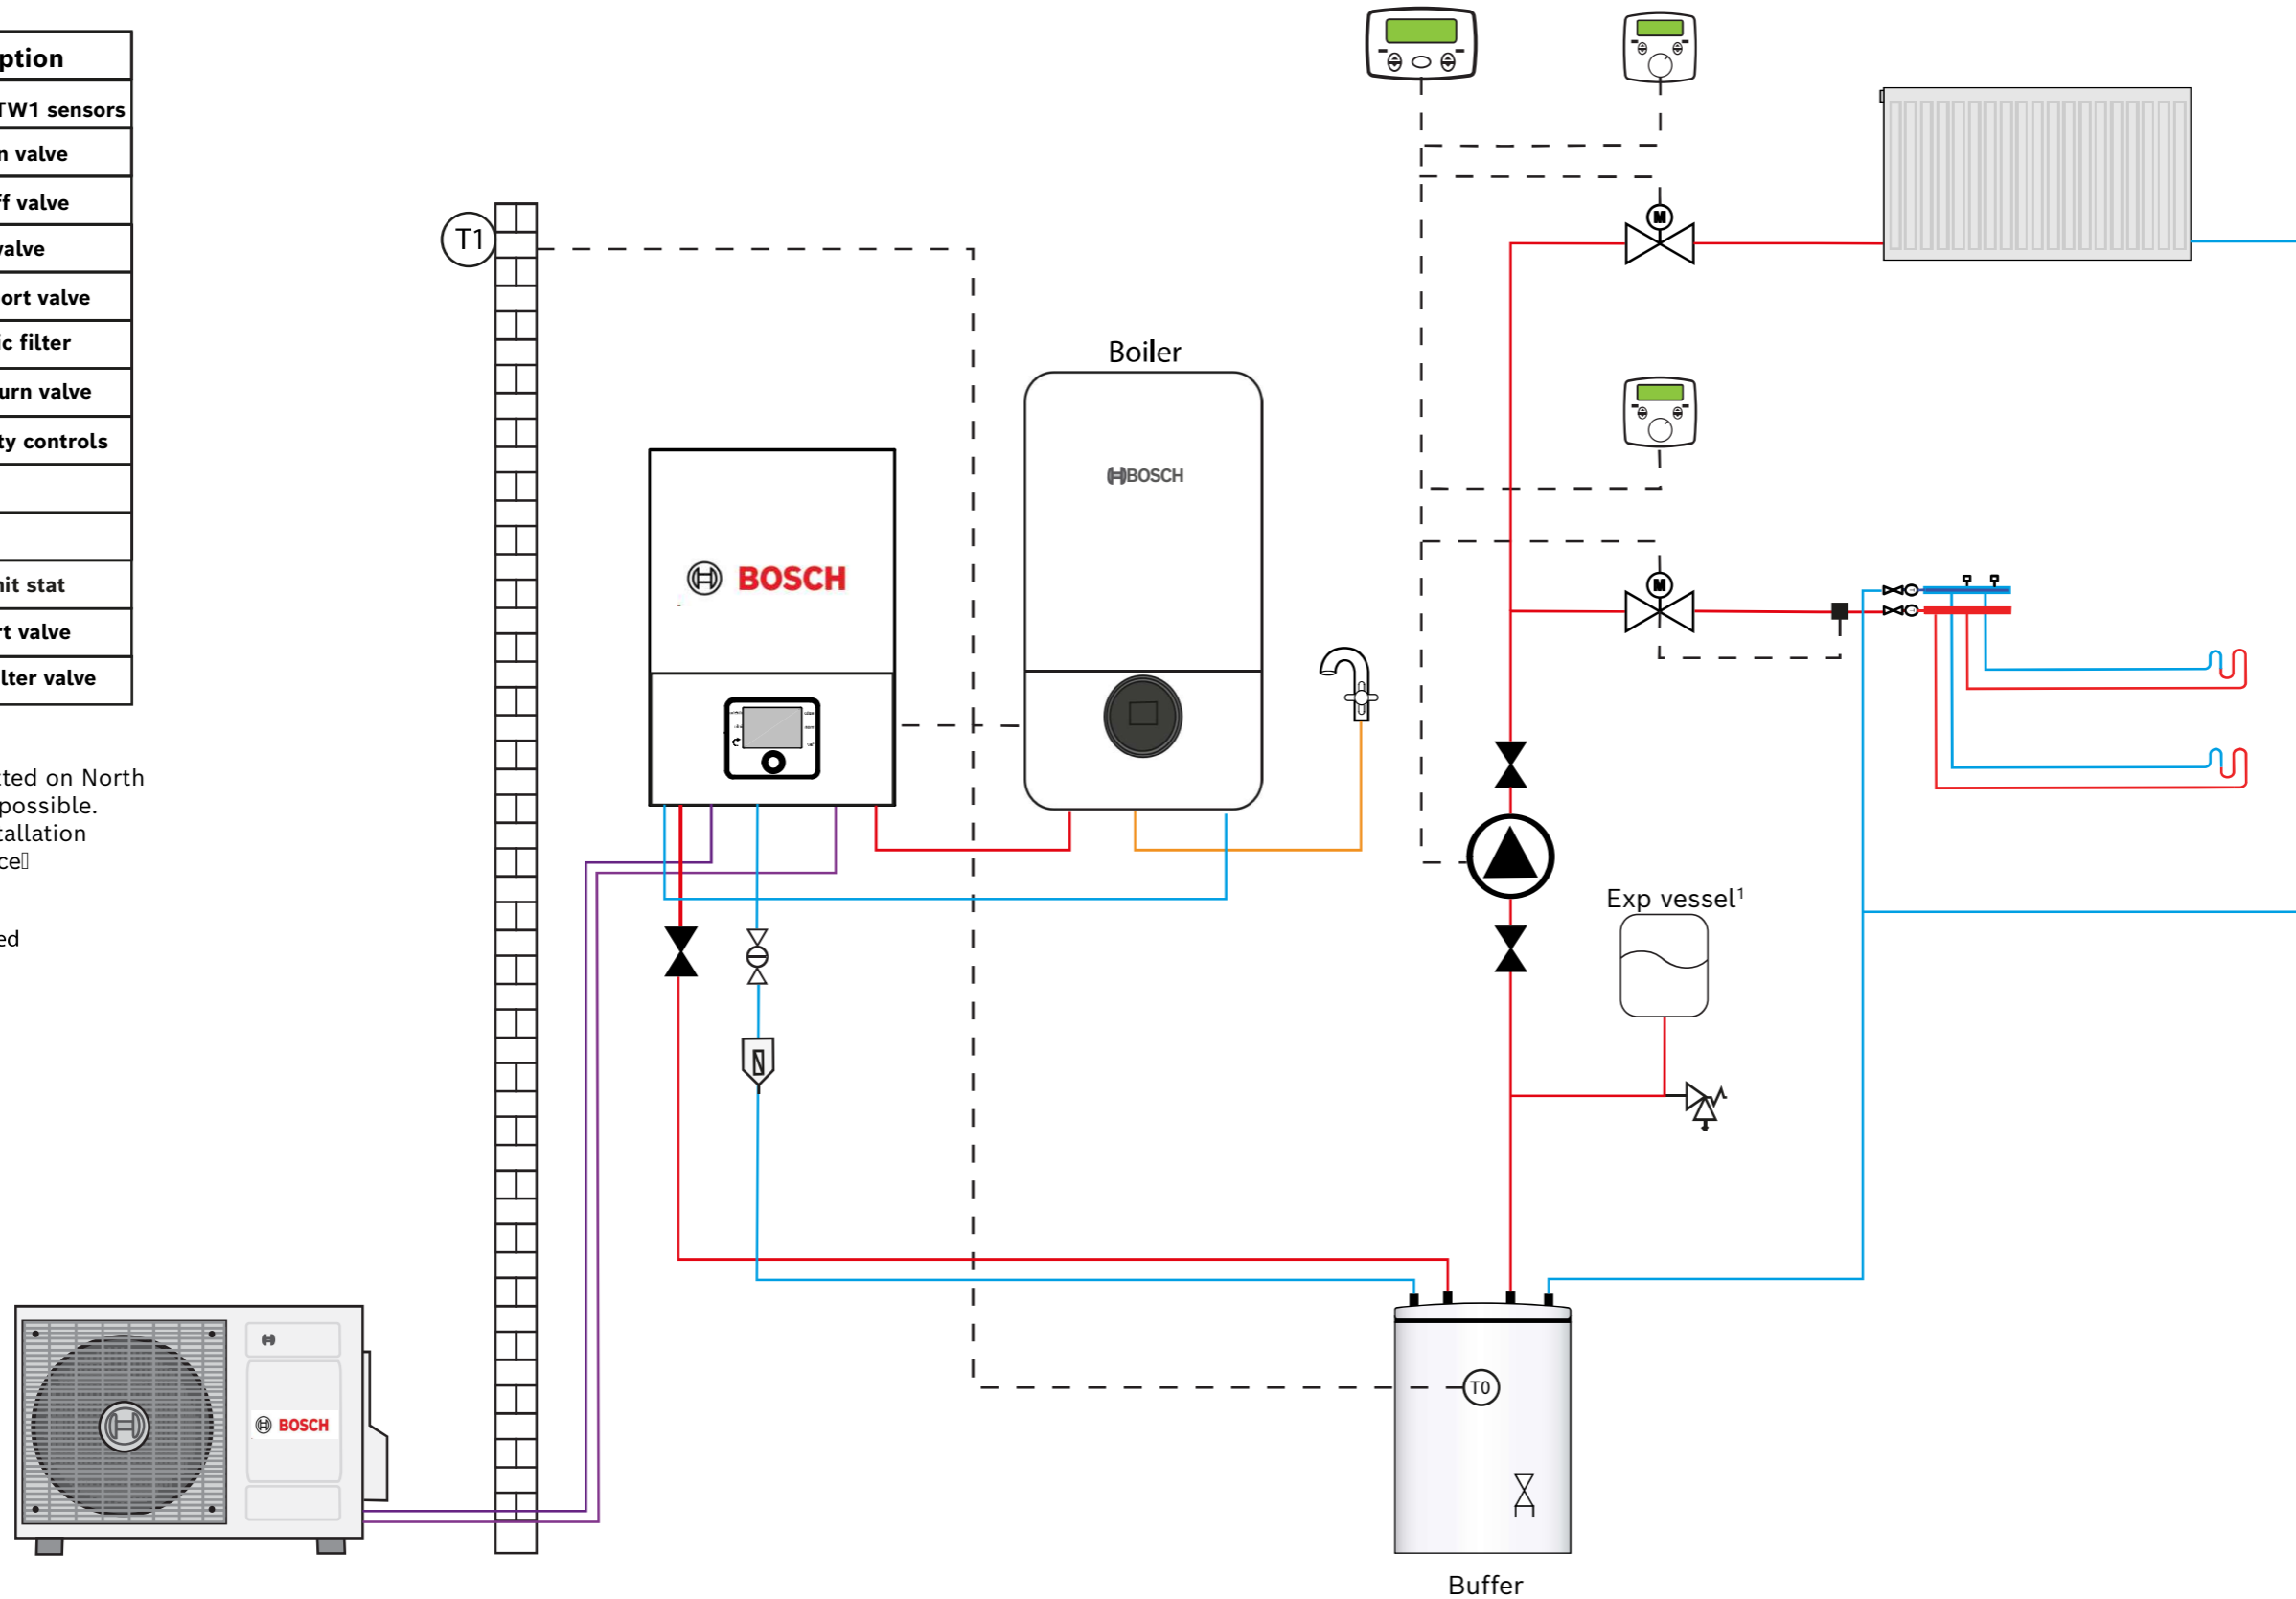 ption
TW1 sensors
n valve
ff valve
valve
ort valve
ic filter
urn valve
ty controls
nit stat
rt valve
lter valve
tted on North
possible.
tallation
ce
ed
T1
BOSCH
Boiler
BOSCH
M
M
Exp vessel¹
T0
Buffer
BOSCH